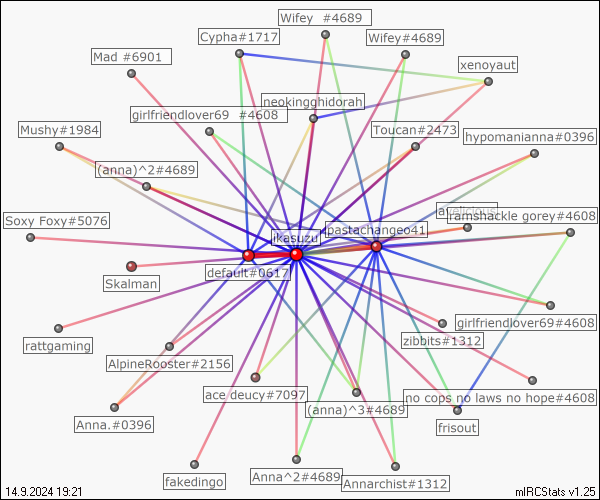 Wifey #4689
Cypha#1717
Wifey#4689
Mad #6901
xenoyaut
neokingghidorah
girlfriendlover69 #4608
Mushy#1984
Toucan#2473
hypomanianna#0396
(anna)^2#4689
Soxy Foxy#5076
ramshackle gorey#4608
pastachangeo41
ikasuzu
default#0617
Skalman
girlfriendlover69#4608
zibbits#1312
rattgaming
AlpineRooster#2156
ace deucy#7097
no cops no laws no hope#4608
(anna)^3#4689
Anna.#0396
frisout
fakedingo
Anna^2#4689
Annarchist#1312
14.9.2024 19:21
mIRCStats v1.25